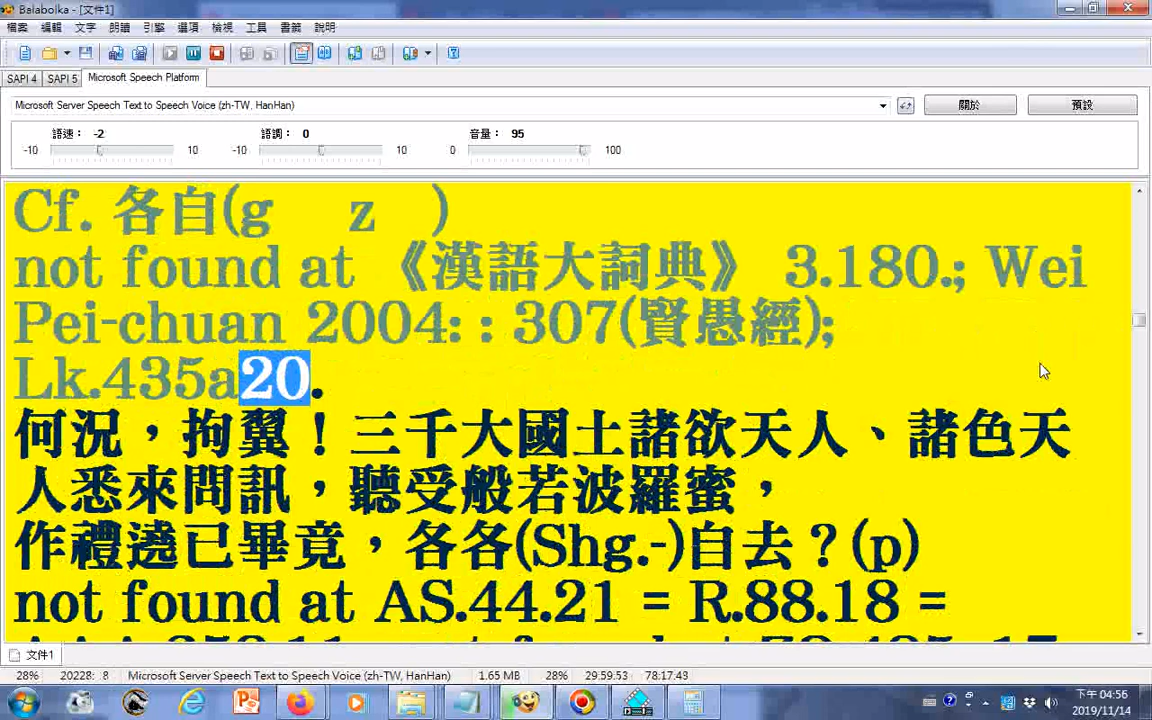 Balabolka - [文件1]
檔案 編輯 文字 朗讀 引擎 選項 檢視 工具 書籤 說明
SAPI 4 SAPI 5 Microsoft Speech Platform
Microsoft Server Speech Text to Speech Voice (zh-TW, HanHan)
關於 預設
語速： -2 語調： 0 音量： 95
-10 10 -10 10 0 100
Cf. 各自(g z )
not found at 《漢語大詞典》 3.180.; Wei
Pei-chuan 2004: : 307(賢愚經);
Lk.435a20.
何況，拘翼！三千大國土諸欲天人、諸色天
人悉來問訊，聽受般若波羅蜜，
作禮遶已畢竟，各各(Shg.-)自去？(p)
not found at AS.44.21 = R.88.18 =
文件1
28% 20228: 8 Microsoft Server Speech Text to Speech Voice (zh-TW, HanHan) 1.65 MB 28% 29:59:53 78:17:43
下午 04:56
2019/11/14